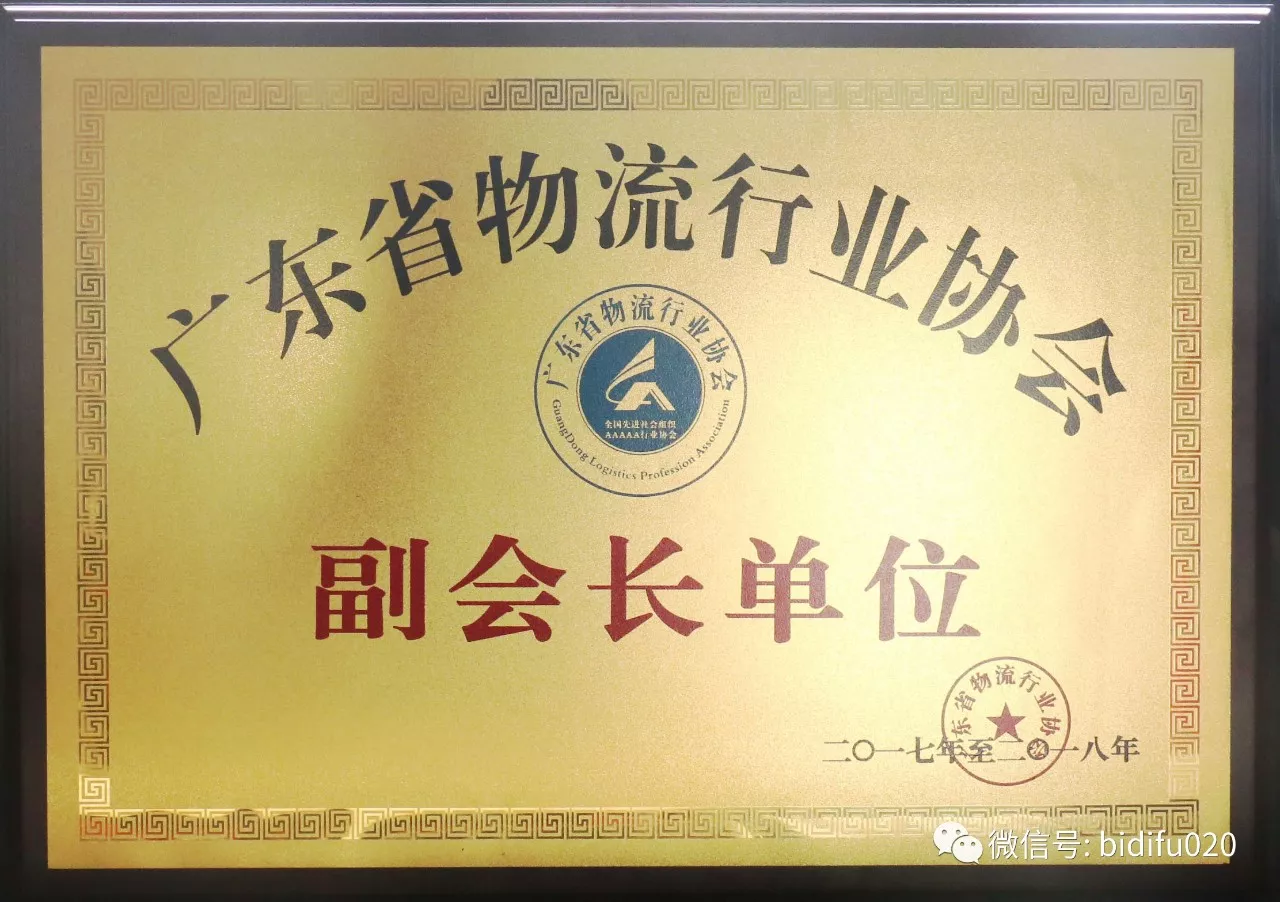 广东省物流行业协会
广东省物流行业协会
全国先进社会组织
AAAAA行业协会
GuangDong Logistics Profession Association
副会长单位
广东省物流行业协会
二〇一七年至二〇一八年
微信号: bidifu020